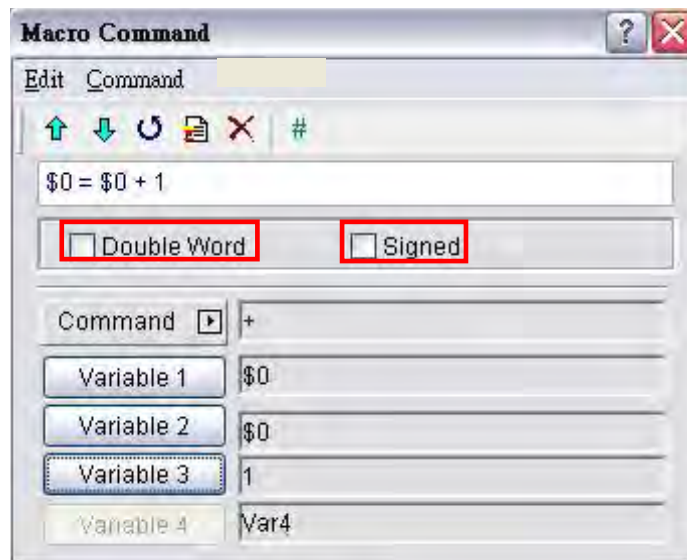 Macro Command
Edit Command
#
$0 = $0 + 1
Double Word Signed
Command +
Variable 1 $0
Variable 2 $0
Variable 3 1
Variable 4 Var4